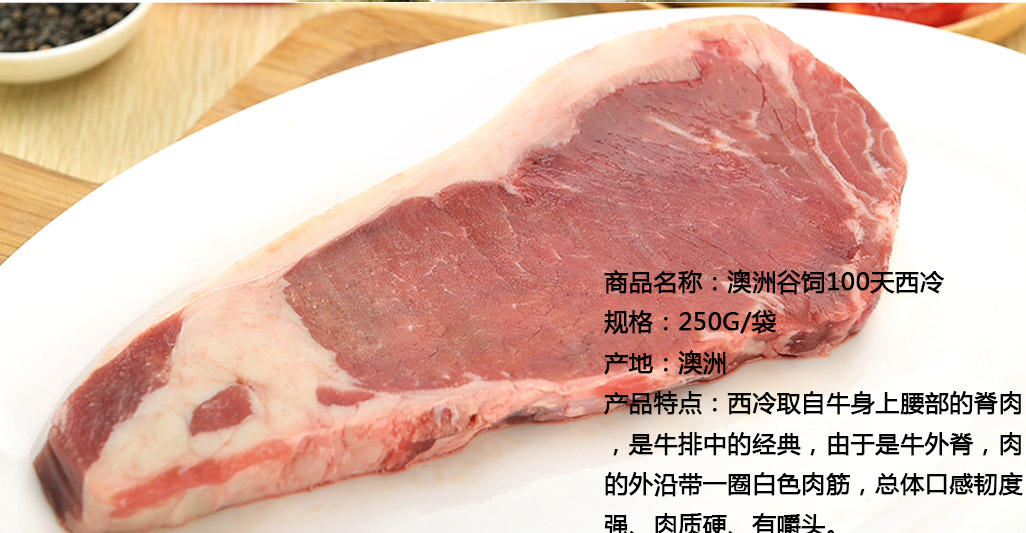 商品名称：澳洲谷饲100天西冷
规格：250G/袋
产地：澳洲
产品特点：西冷取自牛身上腰部的脊肉
，是牛排中的经典，由于是牛外脊，肉
的外沿带一圈白色肉筋，总体口感韧度
强、肉质硬、有嚼头。